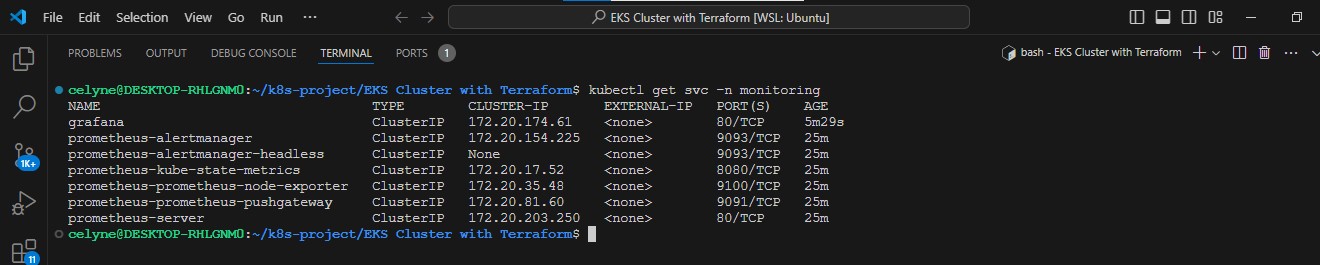 File Edit Selection View Go Run ··· EKS Cluster with Terraform [WSL: Ubuntu]
PROBLEMS OUTPUT DEBUG CONSOLE TERMINAL PORTS 1 bash - EKS Cluster with Terraform
celyne@DESKTOP-RHLGNM0:~/k8s-project/EKS Cluster with Terraform$ kubectl get svc -n monitoring
NAME TYPE CLUSTER-IP EXTERNAL-IP PORT(S) AGE
grafana ClusterIP 172.20.174.61 <none> 80/TCP 5m29s
prometheus-alertmanager ClusterIP 172.20.154.225 <none> 9093/TCP 25m
prometheus-alertmanager-headless ClusterIP None <none> 9093/TCP 25m
prometheus-kube-state-metrics ClusterIP 172.20.17.52 <none> 8080/TCP 25m
prometheus-prometheus-node-exporter ClusterIP 172.20.35.48 <none> 9100/TCP 25m
prometheus-prometheus-pushgateway ClusterIP 172.20.81.60 <none> 9091/TCP 25m
prometheus-server ClusterIP 172.20.203.250 <none> 80/TCP 25m
celyne@DESKTOP-RHLGNM0:~/k8s-project/EKS Cluster with Terraform$
1K+
11